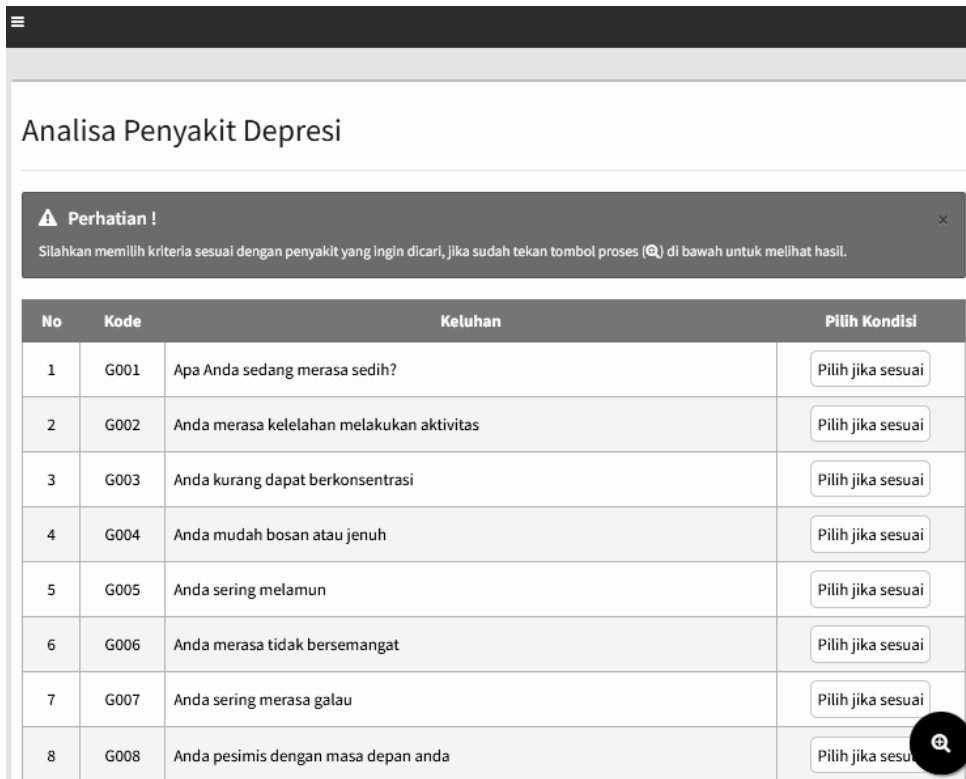 Analisa Penyakit Depresi
Perhatian !
×
Silahkan memilih kriteria sesuai dengan penyakit yang ingin dicari, jika sudah tekan tombol proses () di bawah untuk melihat hasil.
No Kode Keluhan Pilih Kondisi
1 G001 Apa Anda sedang merasa sedih? Pilih jika sesuai
2 G002 Anda merasa kelelahan melakukan aktivitas Pilih jika sesuai
3 G003 Anda kurang dapat berkonsentrasi Pilih jika sesuai
4 G004 Anda mudah bosan atau jenuh Pilih jika sesuai
5 G005 Anda sering melamun Pilih jika sesuai
6 G006 Anda merasa tidak bersemangat Pilih jika sesuai
7 G007 Anda sering merasa galau Pilih jika sesuai
8 G008 Anda pesimis dengan masa depan anda Pilih jika